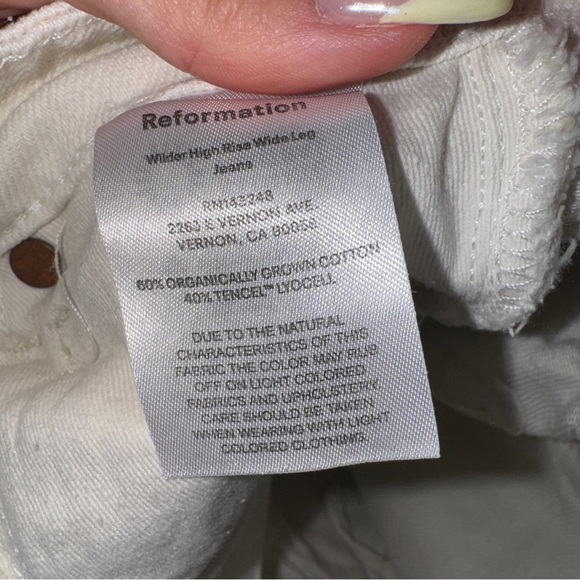 Reformation
Wilder High Rise Wide Leg
Jeans
RN142248
2263 E VERNON AVE.
VERNON, CA 90058
60% ORGANICALLY GROWN COTTON
40% TENCEL™ LYOCELL
DUE TO THE NATURAL
CHARACTERISTICS OF THIS
FABRIC THE COLOR MAY RUB
OFF ON LIGHT COLORED
FABRICS AND UPHOLSTERY.
CARE SHOULD BE TAKEN
WHEN WEARING WITH LIGHT
COLORED CLOTHING.